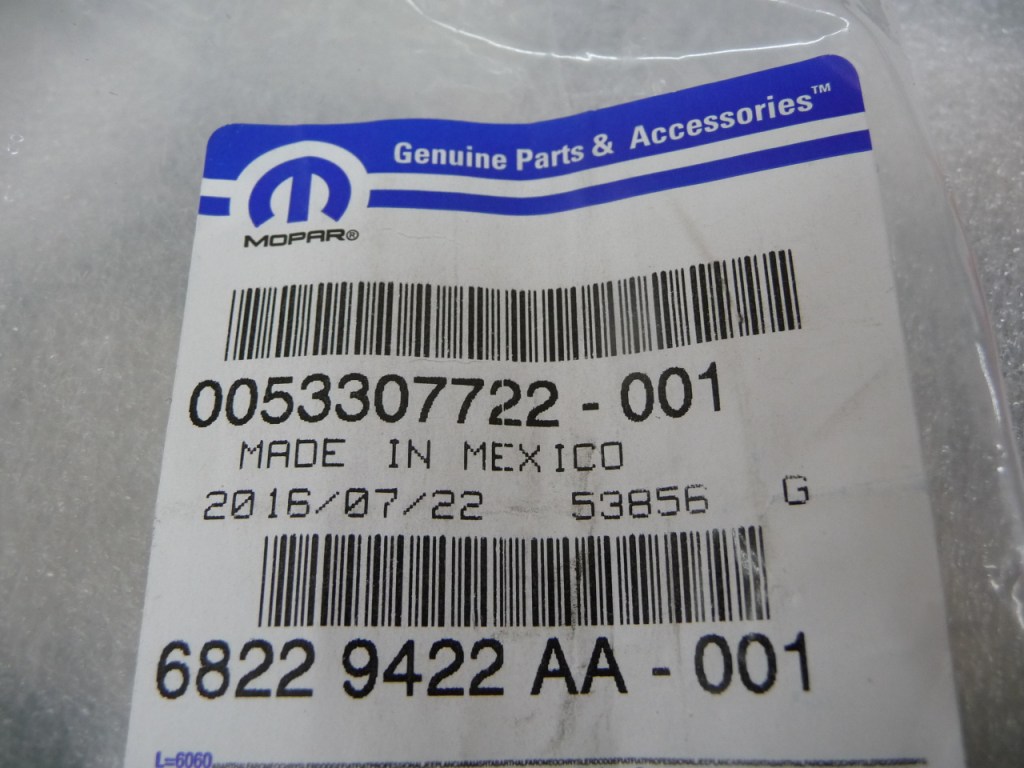 Genuine Parts & Accessories™
MOPAR®
0053307722 - 001
MADE IN MEXICO
2016/07/22 53856 G
6822 9422 AA - 001
L=6060